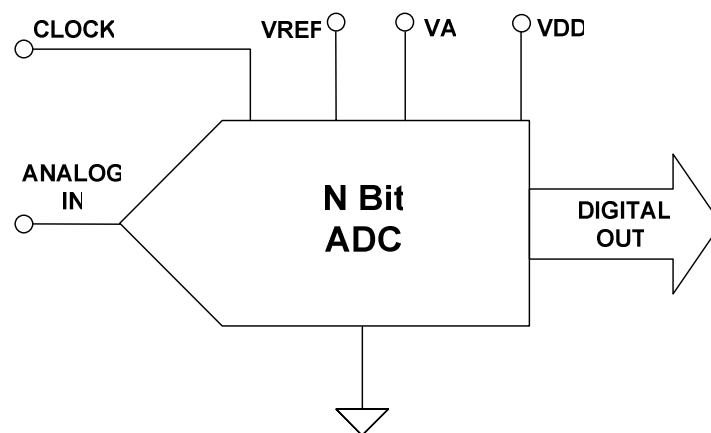 CLOCK
VREF
VA
VDD
ANALOG
IN
N Bit
ADC
DIGITAL
OUT